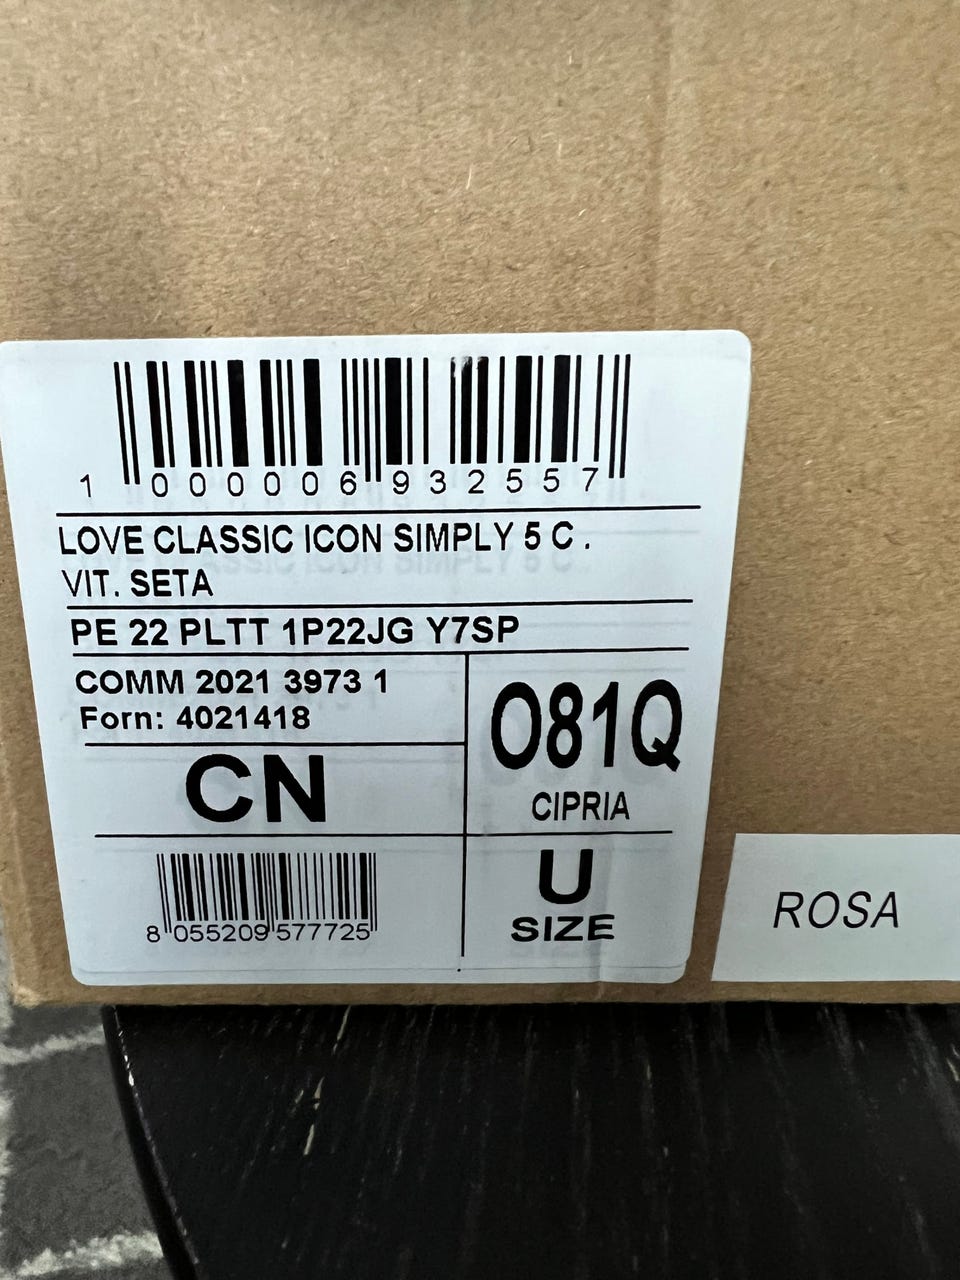 1 000006 932557
LOVE CLASSIC ICON SIMPLY 5 C .
VIT. SETA
PE 22 PLTT 1P22JG Y7SP
COMM 2021 3973 1
Forn: 4021418
CN
O81Q
CIPRIA
8 055209 577725
U
SIZE
ROSA